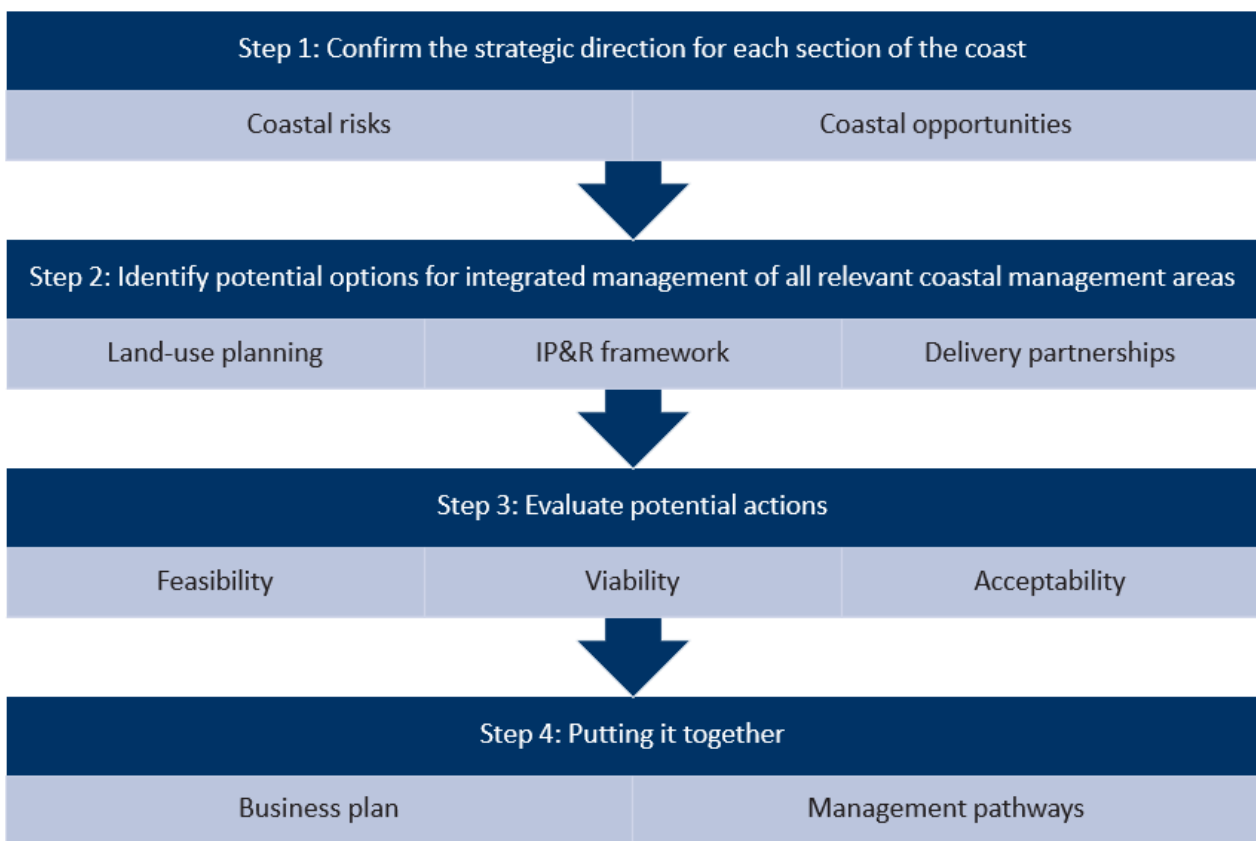 Step 1: Confirm the strategic direction for each section of the coast
Coastal risks
Coastal opportunities
Step 2: Identify potential options for integrated management of all relevant coastal management areas
Land-use planning
IP&R framework
Delivery partnerships
Step 3: Evaluate potential actions
Feasibility
Viability
Acceptability
Step 4: Putting it together
Business plan
Management pathways